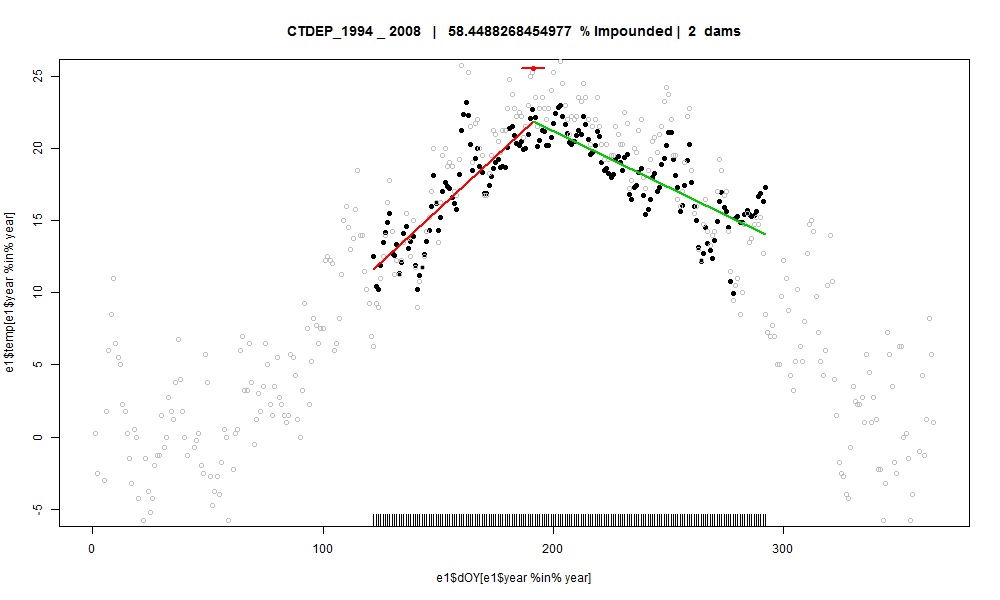 CTDEP_1994 _ 2008 | 58.4488268454977 % Impounded | 2 dams
e1$temp[e1$year %in% year]
25
20
15
10
5
0
-5
0 100 200 300
e1$dOY[e1$year %in% year]